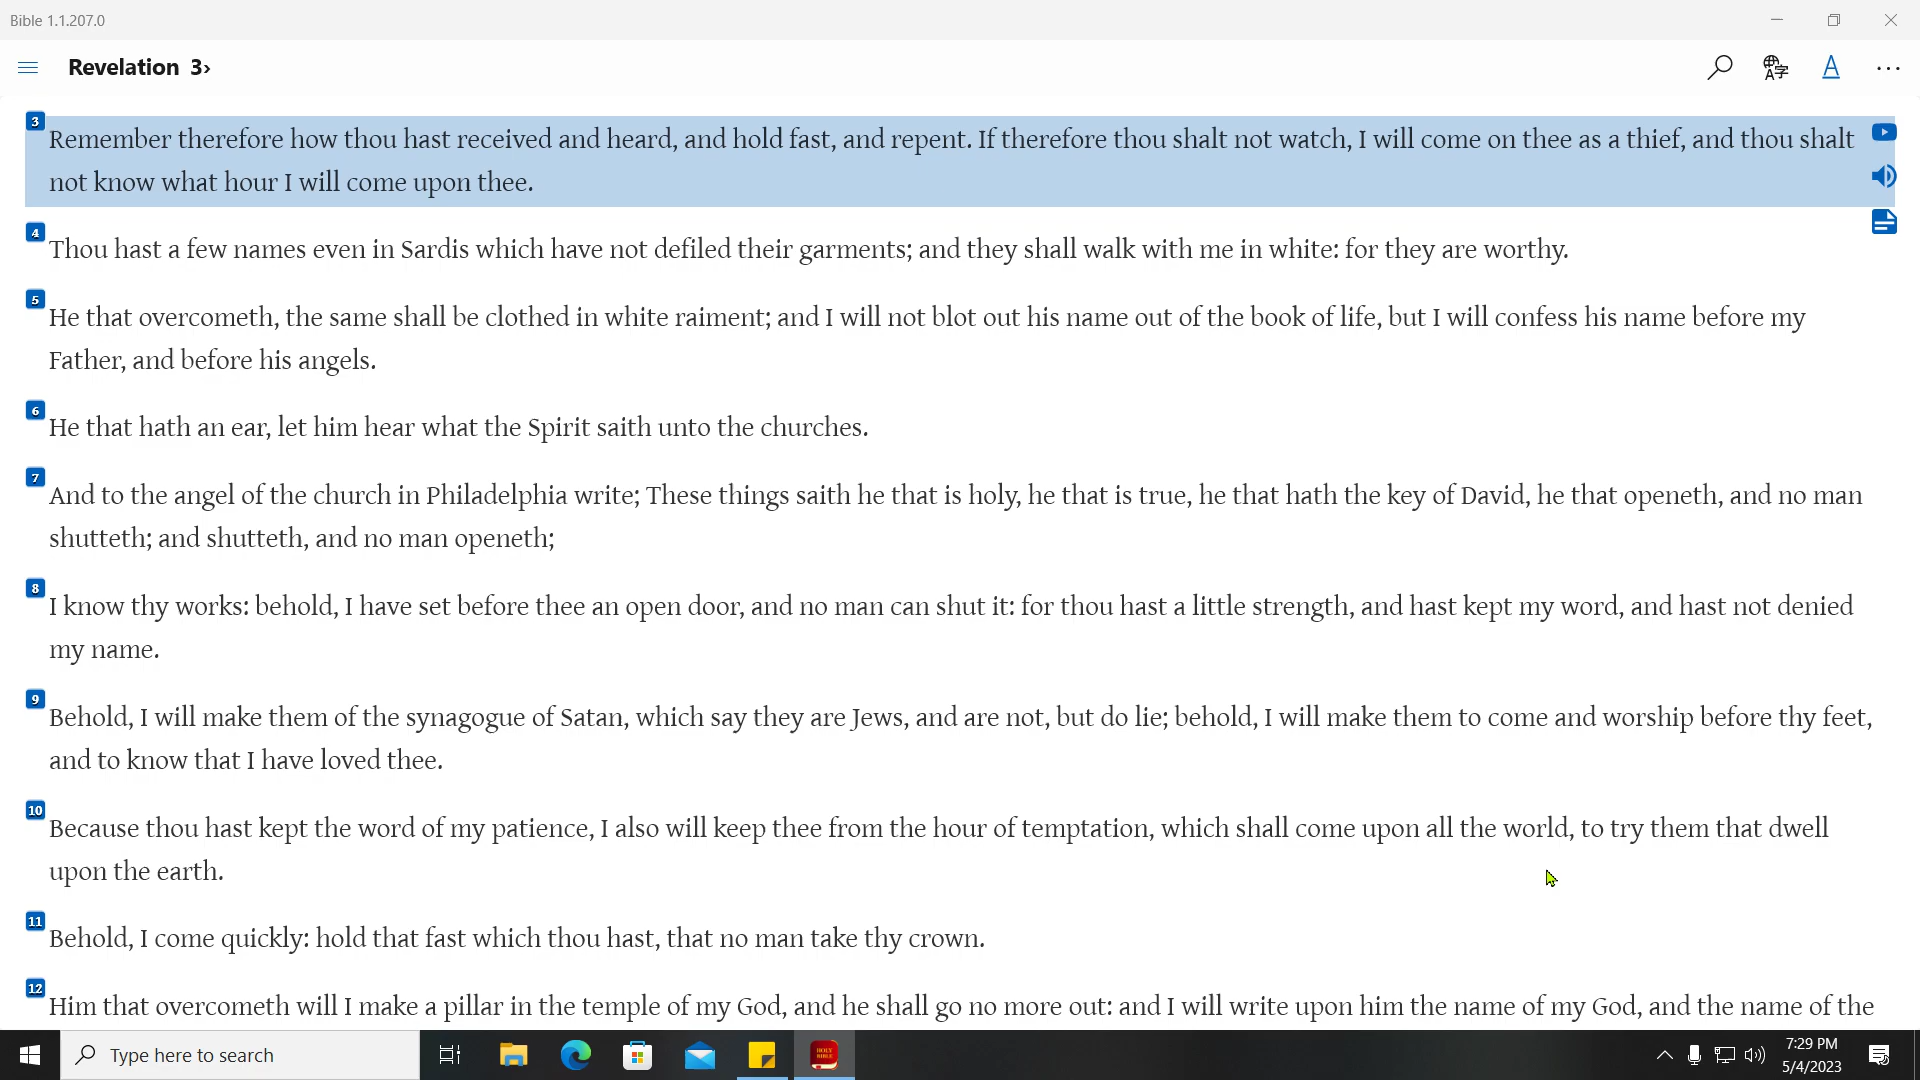 Bible 1.1.207.0
Revelation 3›
3
Remember therefore how thou hast received and heard, and hold fast, and repent. If therefore thou shalt not watch, I will come on thee as a thief, and thou shalt
not know what hour I will come upon thee.
4
Thou hast a few names even in Sardis which have not defiled their garments; and they shall walk with me in white: for they are worthy.
5
He that overcometh, the same shall be clothed in white raiment; and I will not blot out his name out of the book of life, but I will confess his name before my
Father, and before his angels.
6
He that hath an ear, let him hear what the Spirit saith unto the churches.
7
And to the angel of the church in Philadelphia write; These things saith he that is holy, he that is true, he that hath the key of David, he that openeth, and no man
shutteth; and shutteth, and no man openeth;
8
I know thy works: behold, I have set before thee an open door, and no man can shut it: for thou hast a little strength, and hast kept my word, and hast not denied
my name.
9
Behold, I will make them of the synagogue of Satan, which say they are Jews, and are not, but do lie; behold, I will make them to come and worship before thy feet,
and to know that I have loved thee.
10
Because thou hast kept the word of my patience, I also will keep thee from the hour of temptation, which shall come upon all the world, to try them that dwell
upon the earth.
11
Behold, I come quickly: hold that fast which thou hast, that no man take thy crown.
12
Him that overcometh will I make a pillar in the temple of my God, and he shall go no more out: and I will write upon him the name of my God, and the name of the
Type here to search
HOLY
BIBLE
7:29 PM
5/4/2023